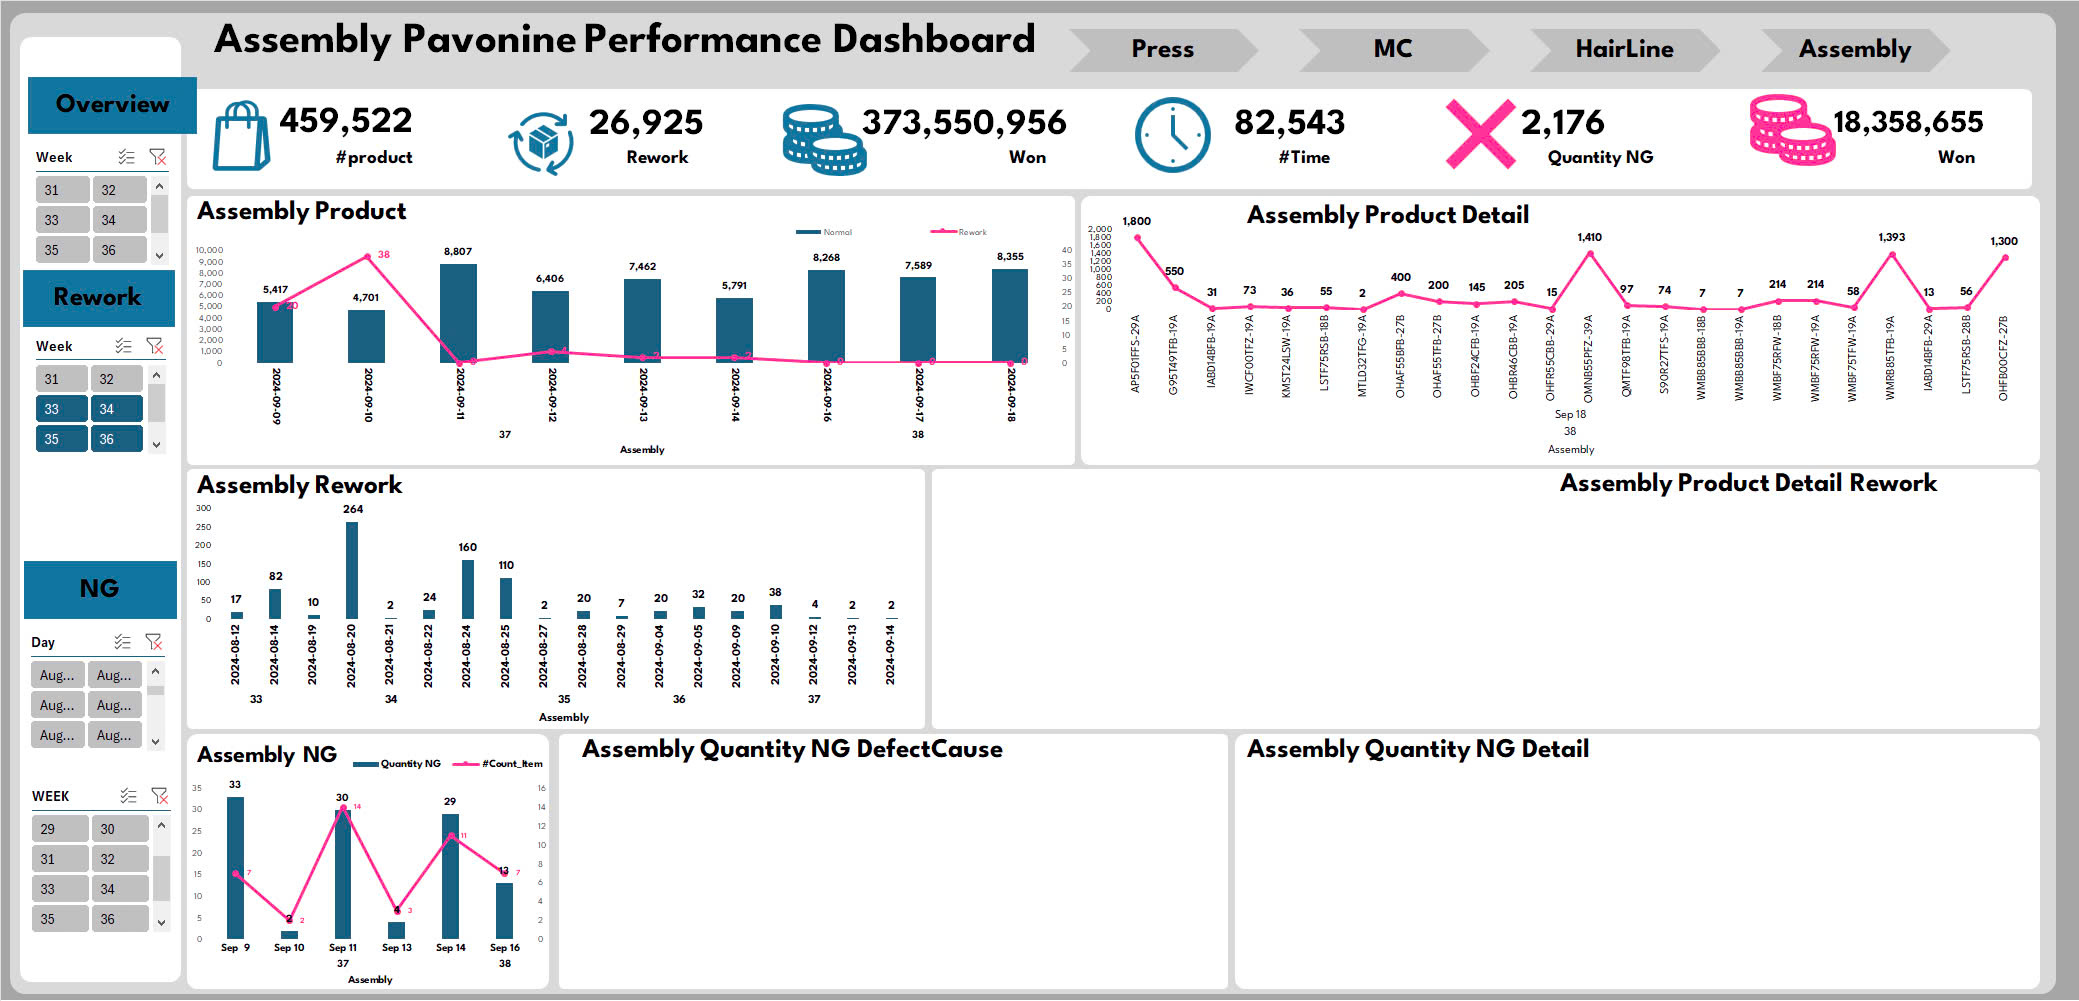 Assembly Pavonine Performance Dashboard
Press
MC
HairLine
Assembly
Overview
Week
31 32
33 34
35 36
Rework
Week
31 32
33 34
35 36
NG
Day
Aug... Aug...
Aug... Aug...
Aug... Aug...
WEEK
29 30
31 32
33 34
35 36
459,522
#product
26,925
Rework
373,550,956
Won
82,543
#Time
2,176
Quantity NG
18,358,655
Won
Assembly Product
Normal Rework
10,000
9,000
8,000
7,000
6,000
5,000
4,000
3,000
2,000
1,000
0
40
35
30
25
20
15
10
5
0
5,417 4,701 8,807 6,406 7,462 5,791 8,268 7,589 8,355
20 38 0 4 2 2 0 0 0
2024-09-09 2024-09-10 2024-09-11 2024-09-12 2024-09-13 2024-09-14 2024-09-16 2024-09-17 2024-09-18
37 38
Assembly
Assembly Product Detail
2,000
1,800
1,600
1,400
1,200
1,000
800
600
400
200
0
1,800 550 31 73 36 55 2 400 200 145 205 15 1,410 97 74 7 7 214 214 58 1,393 13 56 1,300
AP5F01FFS-29A
G95T49TFB-19A
IABD14BFB-19A
IWCF00TFZ-19A
KMST24LSW-19A
LSTF75RSB-18B
MTLD32TFG-19A
OHAF55BFB-27B
OHAF55TFB-27B
OHBF24CFB-19A
OHBR46CBB-19A
OHFR55CBB-29A
OMNB55PFZ-39A
QMTF98TFB-19A
S90R27TFS-19A
WMBB85BBB-18B
WMBB85BBB-19A
WMBF75RFW-18B
WMBF75RFW-19A
WMBF75TFW-19A
WMRB85TFB-19A
IABD14BFB-29A
LSTF75RSB-28B
OHFB00CFZ-27B
Sep 18
38
Assembly
Assembly Rework
300
250
200
150
100
50
0
17 82 10 264 2 24 160 110 2 20 7 20 32 20 38 4 2 2
2024-08-12 2024-08-14 2024-08-19 2024-08-20 2024-08-21 2024-08-22 2024-08-24 2024-08-25 2024-08-27 2024-08-28 2024-08-29 2024-09-04 2024-09-05 2024-09-09 2024-09-10 2024-09-12 2024-09-13 2024-09-14
33 34 35 36 37
Assembly
Assembly Product Detail Rework
Assembly NG
Quantity NG #Count_Item
35
30
25
20
15
10
5
0
16
14
12
10
8
6
4
2
0
33 2 30 4 29 13
7 2 14 3 11 7
Sep 9 Sep 10 Sep 11 Sep 13 Sep 14 Sep 16
37 38
Assembly
Assembly Quantity NG DefectCause
Assembly Quantity NG Detail